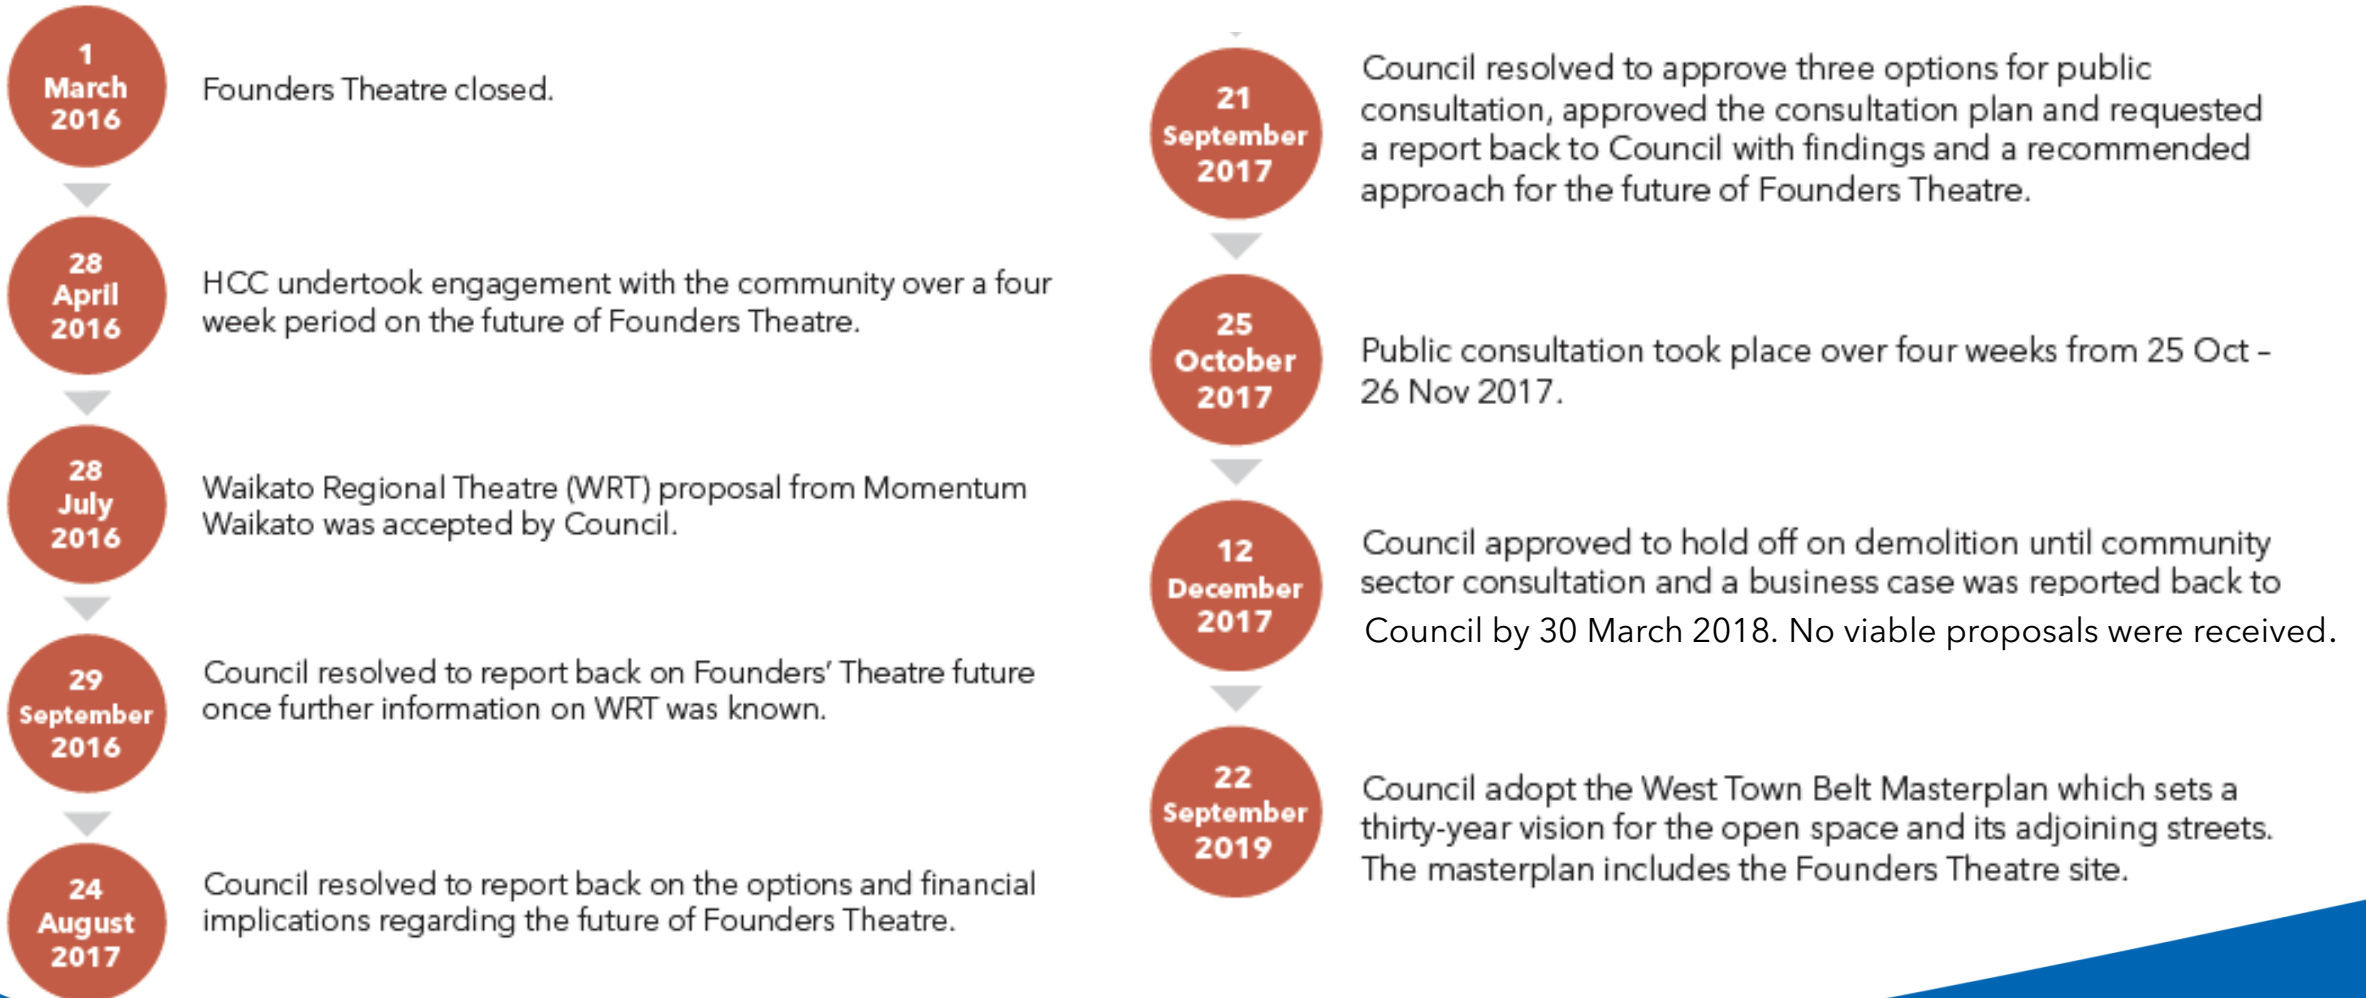 1
March
2016
Founders Theatre closed.
28
April
2016
HCC undertook engagement with the community over a four
week period on the future of Founders Theatre.
28
July
2016
Waikato Regional Theatre (WRT) proposal from Momentum
Waikato was accepted by Council.
29
September
2016
Council resolved to report back on Founders’ Theatre future
once further information on WRT was known.
24
August
2017
Council resolved to report back on the options and financial
implications regarding the future of Founders Theatre.
21
September
2017
Council resolved to approve three options for public
consultation, approved the consultation plan and requested
a report back to Council with findings and a recommended
approach for the future of Founders Theatre.
25
October
2017
Public consultation took place over four weeks from 25 Oct –
26 Nov 2017.
12
December
2017
Council approved to hold off on demolition until community
sector consultation and a business case was reported back to
Council by 30 March 2018. No viable proposals were received.
22
September
2019
Council adopt the West Town Belt Masterplan which sets a
thirty-year vision for the open space and its adjoining streets.
The masterplan includes the Founders Theatre site.